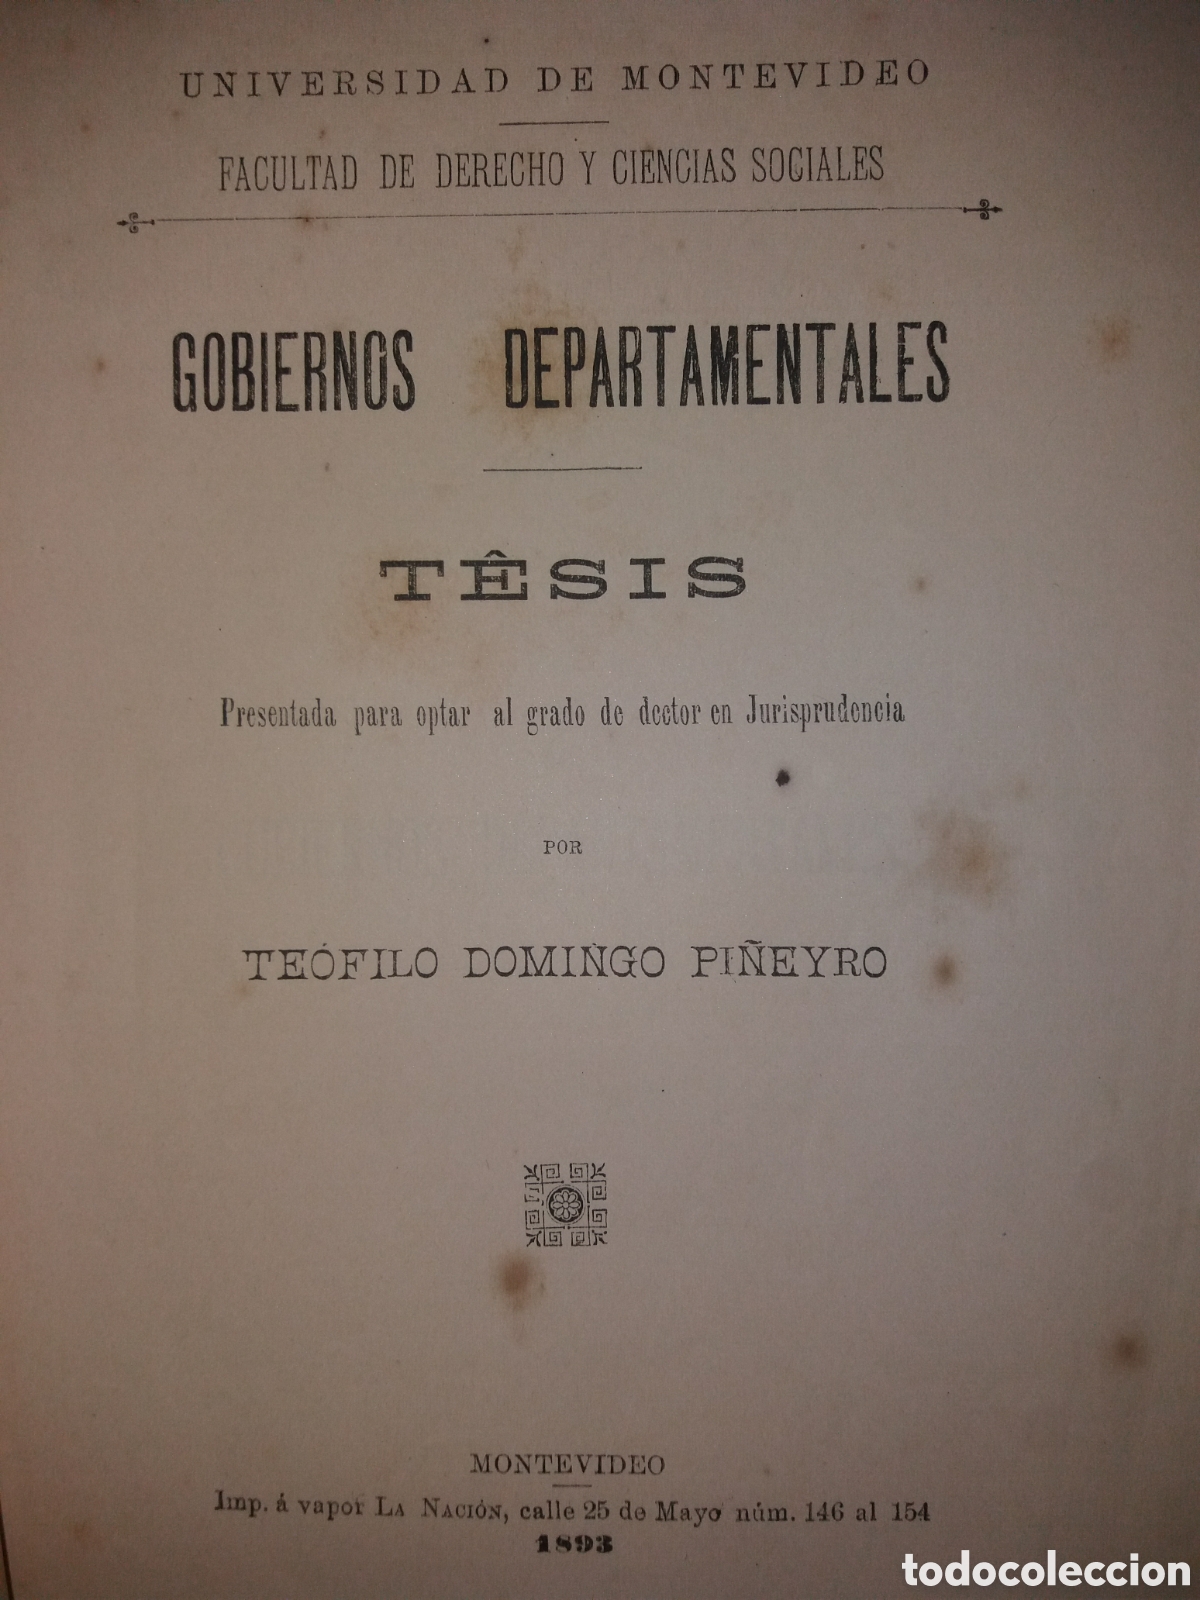 UNIVERSIDAD DE MONTEVIDEO
FACULTAD DE DERECHO Y CIENCIAS SOCIALES
GOBIERNOS DEPARTAMENTALES
TÊSIS
Presentada para optar al grado de doctor en Jurisprudencia
POR
TEÓFILO DOMINGO PIÑEYRO
MONTEVIDEO
Imp. á vapor LA NACIÓN, calle 25 de Mayo núm. 146 al 154
1893
todocoleccion